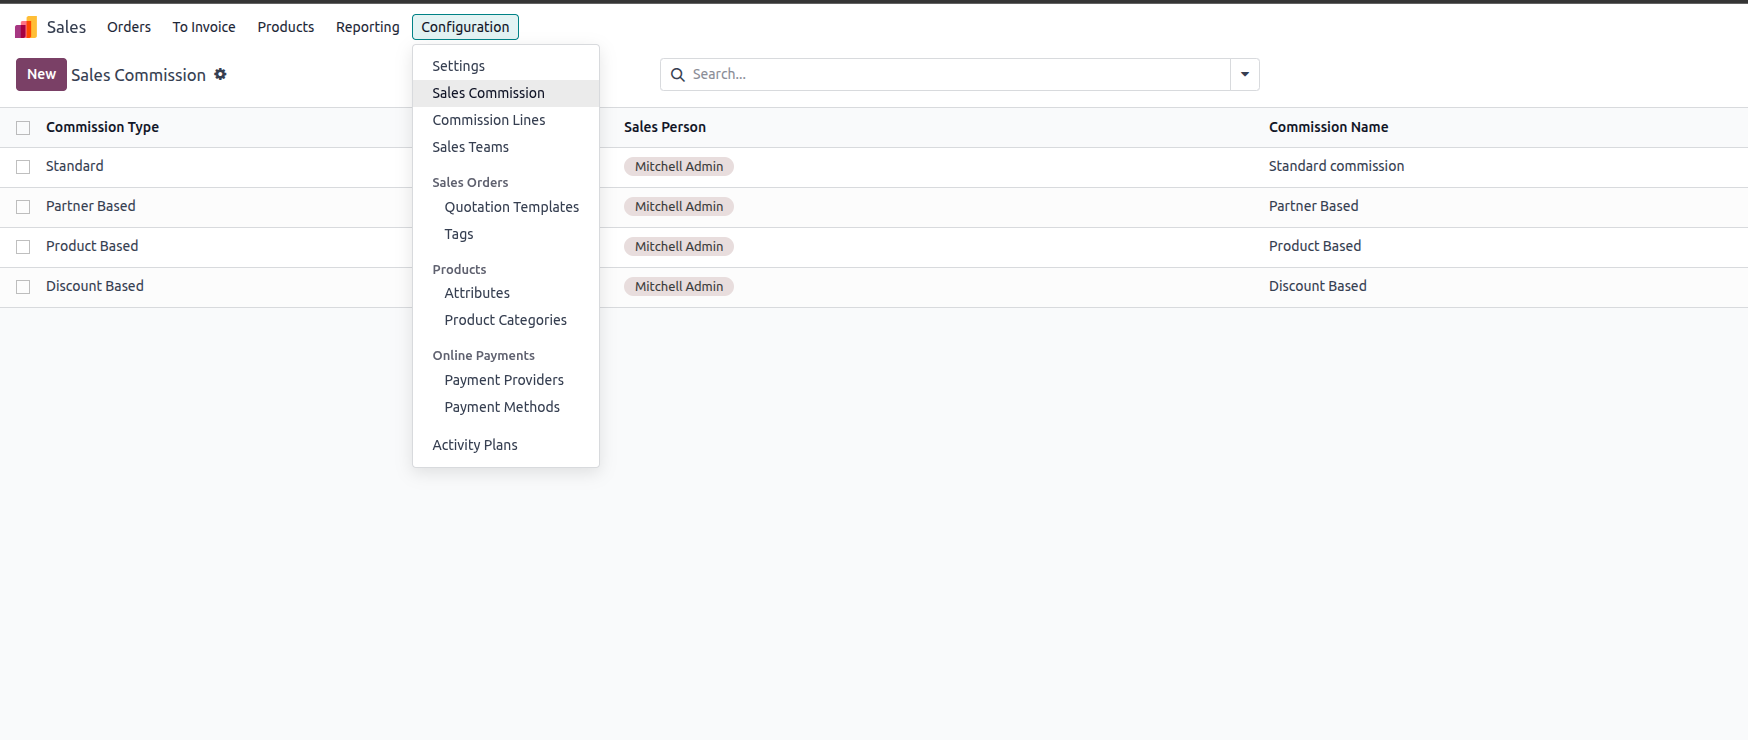 Sales Orders To Invoice Products Reporting Configuration
New Sales Commission
Search...
Settings
Sales Commission
Commission Lines
Sales Teams
Sales Orders
Quotation Templates
Tags
Products
Attributes
Product Categories
Online Payments
Payment Providers
Payment Methods
Activity Plans
Commission Type Sales Person Commission Name
Standard Mitchell Admin Standard commission
Partner Based Mitchell Admin Partner Based
Product Based Mitchell Admin Product Based
Discount Based Mitchell Admin Discount Based